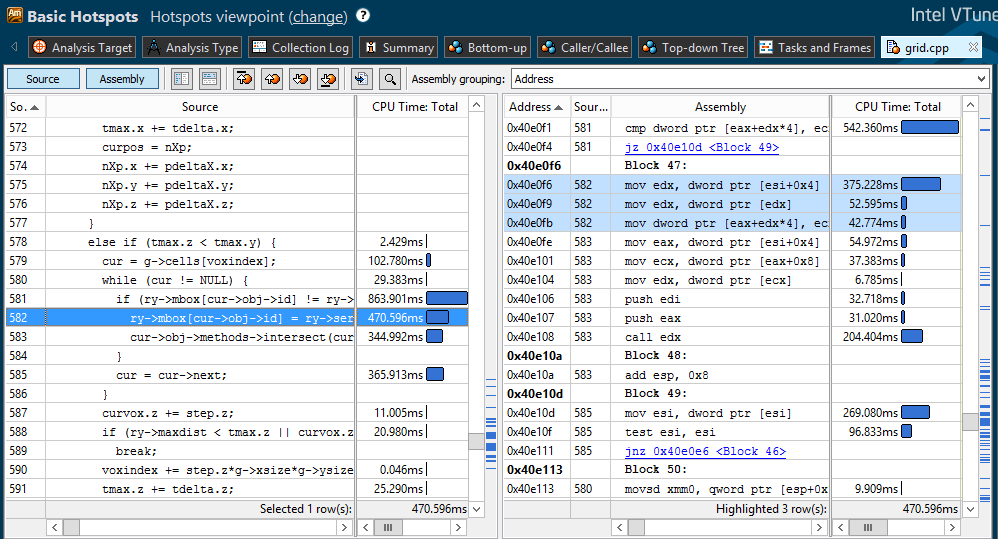 Basic Hotspots Hotspots viewpoint (change) ? Intel VTune
Analysis Target Analysis Type Collection Log Summary Bottom-up Caller/Callee Top-down Tree Tasks and Frames grid.cpp
Source Assembly Assembly grouping: Address
So. Source CPU Time: Total
572 tmax.x += tdelta.x;
573 curpos = nXp;
574 nXp.x += pdeltaX.x;
575 nXp.y += pdeltaX.y;
576 nXp.z += pdeltaX.z;
577 }
578 else if (tmax.z < tmax.y) { 2.429ms
579 cur = g->cells[voxindex]; 102.780ms
580 while (cur != NULL) { 29.383ms
581 if (ry->mbox[cur->obj->id] != ry-> 863.901ms
582 ry->mbox[cur->obj->id] = ry->ser 470.596ms
583 cur->obj->methods->intersect(cur 344.992ms
584 }
585 cur = cur->next; 365.913ms
586 }
587 curvox.z += step.z; 11.005ms
588 if (ry->maxdist < tmax.z || curvox.z 20.980ms
589 break;
590 voxindex += step.z*g->xsize*g->ysize 0.046ms
591 tmax.z += tdelta.z; 25.290ms
Selected 1 row(s): 470.596ms
Address Sour... Assembly CPU Time: Total
0x40e0f1 581 cmp dword ptr [eax+edx*4], ec 542.360ms
0x40e0f4 581 jz 0x40e10d <Block 49>
0x40e0f6 Block 47:
0x40e0f6 582 mov edx, dword ptr [esi+0x4] 375.228ms
0x40e0f9 582 mov edx, dword ptr [edx] 52.595ms
0x40e0fb 582 mov dword ptr [eax+edx*4], ec 42.774ms
0x40e0fe 583 mov eax, dword ptr [esi+0x4] 54.972ms
0x40e101 583 mov ecx, dword ptr [eax+0x8] 37.383ms
0x40e104 583 mov edx, dword ptr [ecx] 6.785ms
0x40e106 583 push edi 32.718ms
0x40e107 583 push eax 31.020ms
0x40e108 583 call edx 204.404ms
0x40e10a Block 48:
0x40e10a 583 add esp, 0x8
0x40e10d Block 49:
0x40e10d 585 mov esi, dword ptr [esi] 269.080ms
0x40e10f 585 test esi, esi 96.833ms
0x40e111 585 jnz 0x40e0e6 <Block 46>
0x40e113 Block 50:
0x40e113 580 movsd xmm0, qword ptr [esp+0x 9.909ms
Highlighted 3 row(s): 470.596ms